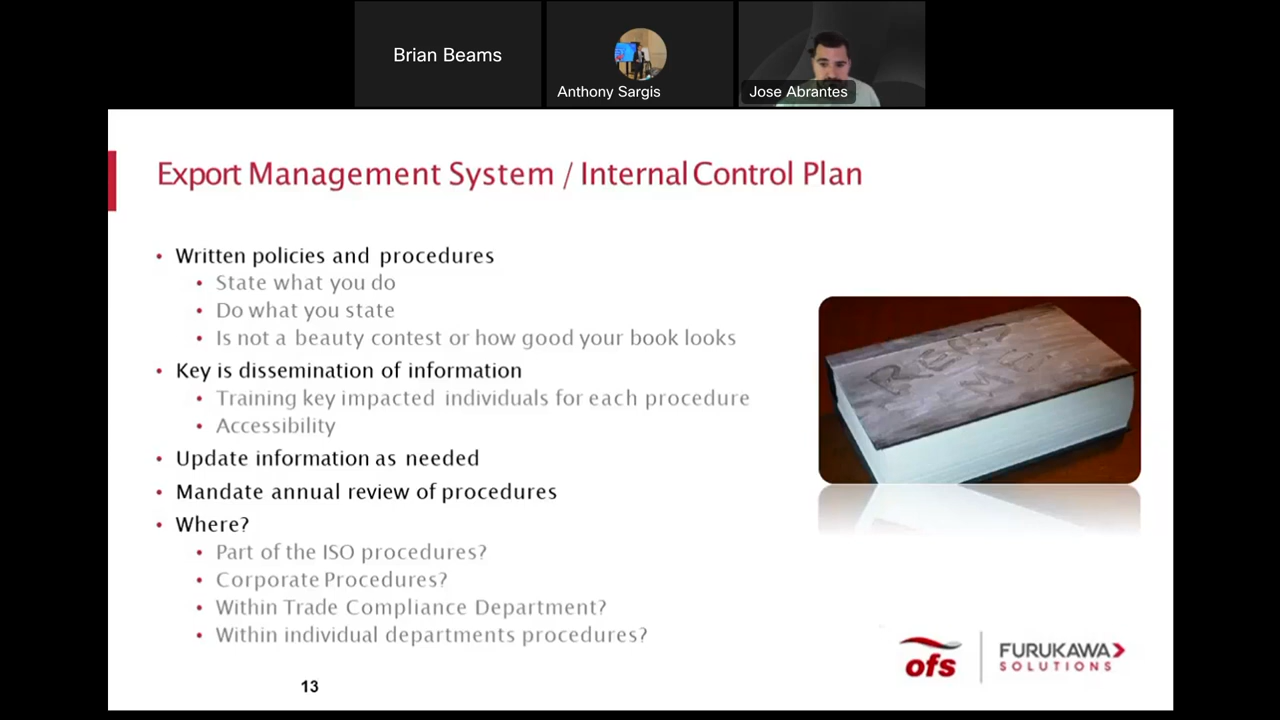 Brian Beams
Anthony Sargis
Jose Abrantes
Export Management System / Internal Control Plan
• Written policies and procedures
• State what you do
• Do what you state
• Is not a beauty contest or how good your book looks
• Key is dissemination of information
• Training key impacted individuals for each procedure
• Accessibility
• Update information as needed
• Mandate annual review of procedures
• Where?
• Part of the ISO procedures?
• Corporate Procedures?
• Within Trade Compliance Department?
• Within individual departments procedures?
READ
ME
ofs
FURUKAWA
SOLUTIONS
13